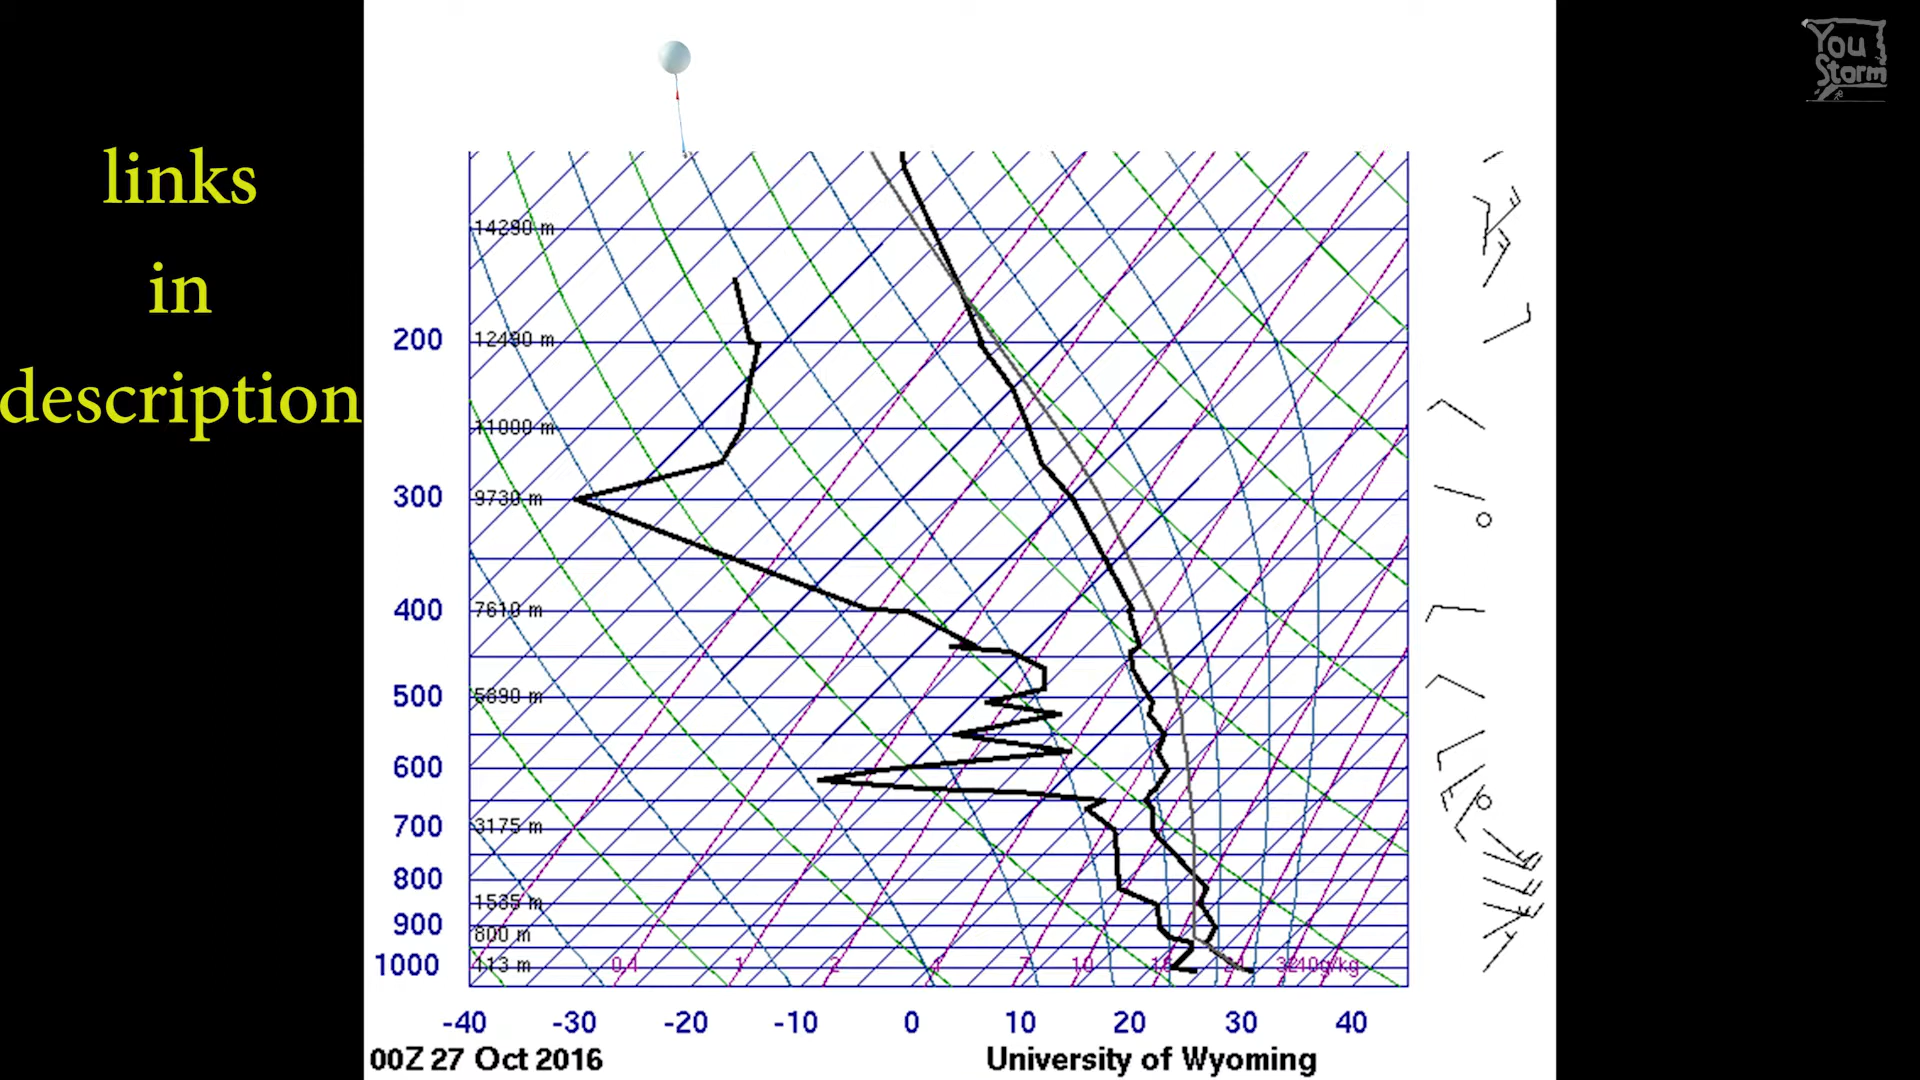 links
in
description
You
Storm
14290 m
200
12490 m
11000 m
300
9730 m
400
7610 m
500
5890 m
600
700
3175 m
800
900
800 m
1000
113 m
0.4 1 2 4 7 10 16 24 32 40g/kg
-40 -30 -20 -10 0 10 20 30 40
00Z 27 Oct 2016
University of Wyoming